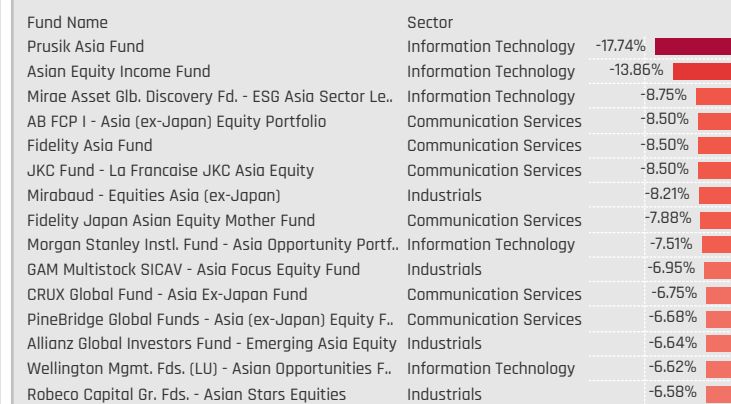 Fund Name Sector
Prusik Asia Fund Information Technology -17.74%
Asian Equity Income Fund Information Technology -13.86%
Mirae Asset Glb. Discovery Fd. - ESG Asia Sector Le.. Information Technology -8.75%
AB FCP I - Asia (ex-Japan) Equity Portfolio Communication Services -8.50%
Fidelity Asia Fund Communication Services -8.50%
JKC Fund - La Francaise JKC Asia Equity Communication Services -8.50%
Mirabaud - Equities Asia (ex-Japan) Industrials -8.21%
Fidelity Japan Asian Equity Mother Fund Communication Services -7.88%
Morgan Stanley Instl. Fund - Asia Opportunity Portf.. Information Technology -7.51%
GAM Multistock SICAV - Asia Focus Equity Fund Industrials -6.95%
CRUX Global Fund - Asia Ex-Japan Fund Communication Services -6.75%
PineBridge Global Funds - Asia (ex-Japan) Equity F.. Communication Services -6.68%
Allianz Global Investors Fund - Emerging Asia Equity Industrials -6.64%
Wellington Mgmt. Fds. (LU) - Asian Opportunities F.. Information Technology -6.62%
Robeco Capital Gr. Fds. - Asian Stars Equities Industrials -6.58%